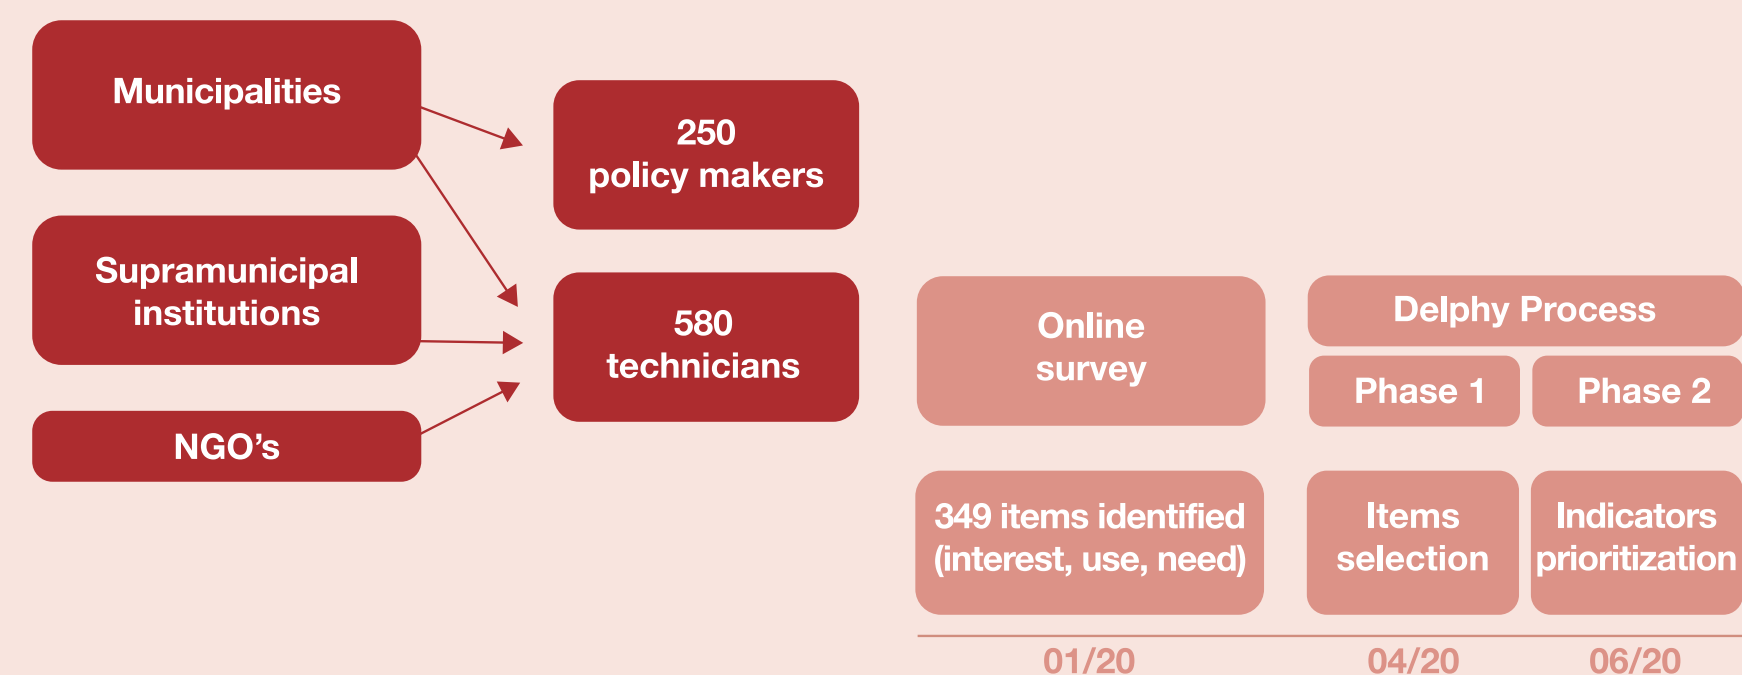 Municipalities
Supramunicipal
institutions
NGO's
250
policy makers
580
technicians
Online
survey
349 items identified
(interest, use, need)
01/20
Delphy Process
Phase 1
Items
selection
04/20
Phase 2
Indicators
prioritization
06/20